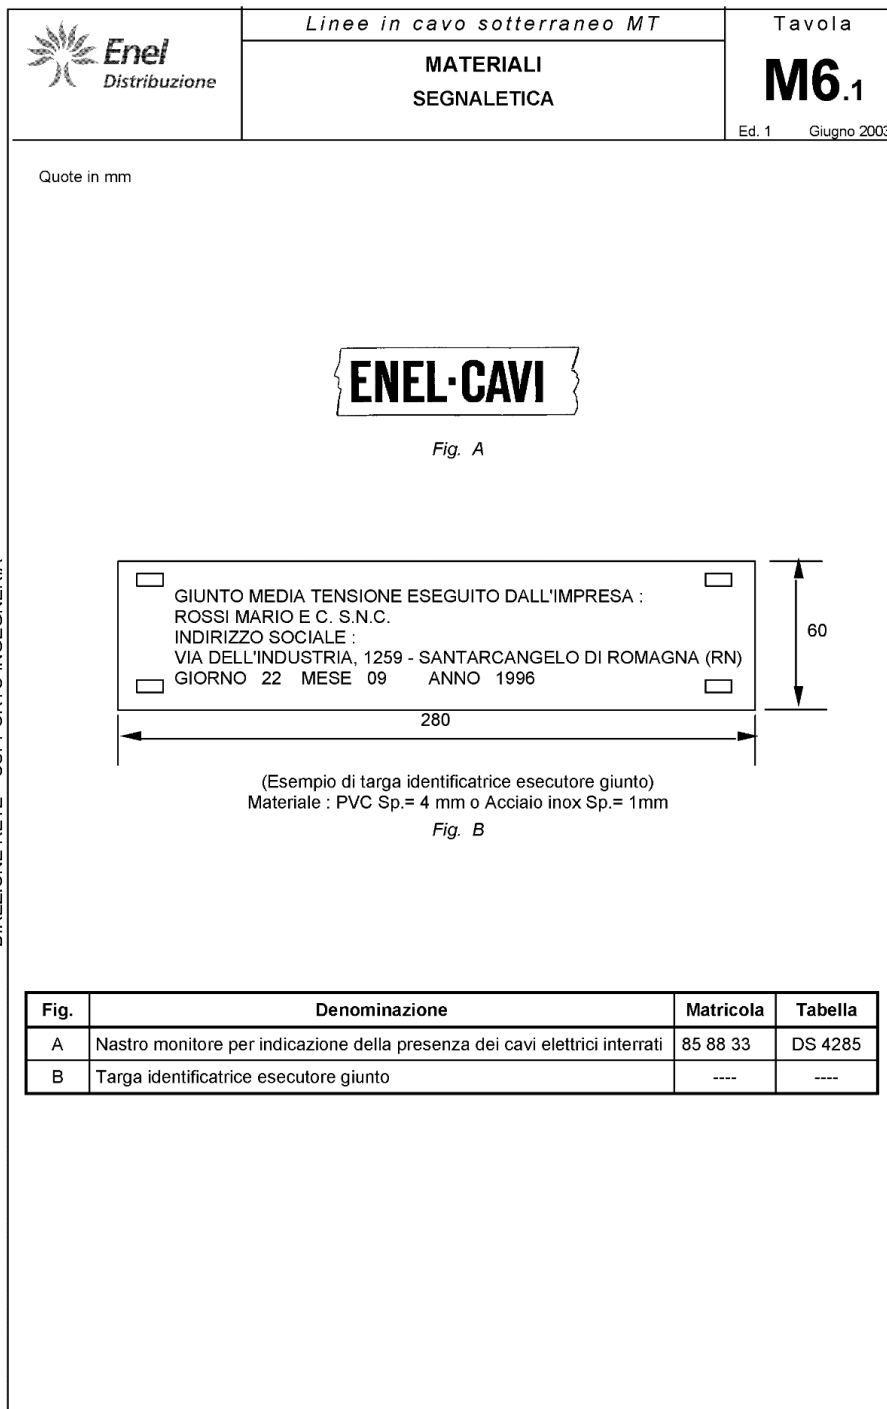 Enel
Distribuzione
Linee in cavo sotterraneo MT
MATERIALI
SEGNALETICA
Tavola
M6.1
Ed. 1 Giugno 2003
Quote in mm
ENEL·CAVI
Fig. A
GIUNTO MEDIA TENSIONE ESEGUITO DALL'IMPRESA :
ROSSI MARIO E C. S.N.C.
INDIRIZZO SOCIALE :
VIA DELL'INDUSTRIA, 1259 - SANTARCANGELO DI ROMAGNA (RN)
GIORNO 22 MESE 09 ANNO 1996
60
280
(Esempio di targa identificatrice esecutore giunto)
Materiale : PVC Sp.= 4 mm o Acciaio inox Sp.= 1mm
Fig. B
Fig. Denominazione Matricola Tabella
A Nastro monitore per indicazione della presenza dei cavi elettrici interrati 85 88 33 DS 4285
B Targa identificatrice esecutore giunto ---- ----